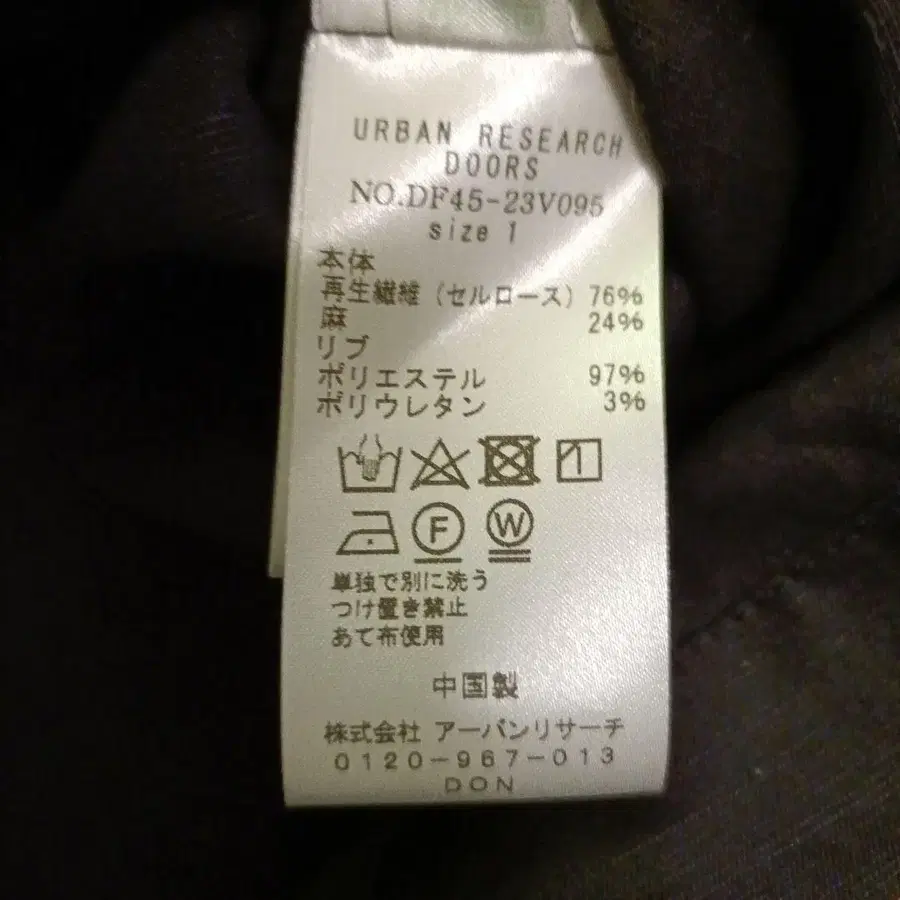 URBAN RESEARCH
DOORS
NO.DF45-23V095
size 1
本体
再生繊維（セルロース） 76%
麻 24%
リブ
ポリエステル 97%
ポリウレタン 3%
F W
単独で別に洗う
つけ置き禁止
あて布使用
中国製
株式会社 アーバンリサーチ
0120-967-013
DON